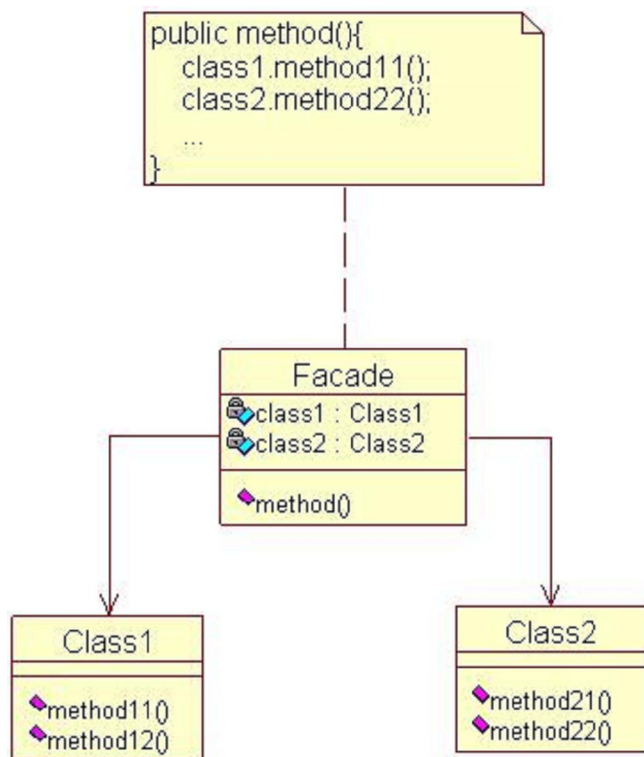 public method(){
class1.method11();
class2.method22();
...
}
Facade
class1 : Class1
class2 : Class2
method()
Class1
method11()
method12()
Class2
method21()
method22()